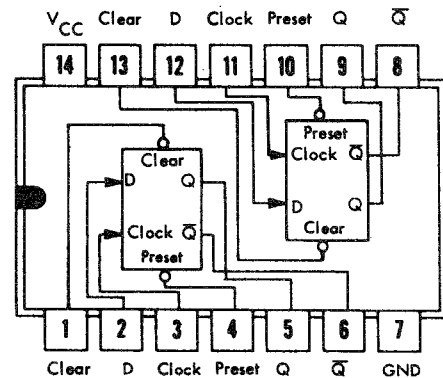 V CC Clear D Clock Preset Q Q̅
14 13 12 11 10 9 8
Preset
Clock Q̅
D Q
Clear
Clear
D Q
Clock Q̅
Preset
1 2 3 4 5 6 7
Clear D Clock Preset Q Q̅ GND